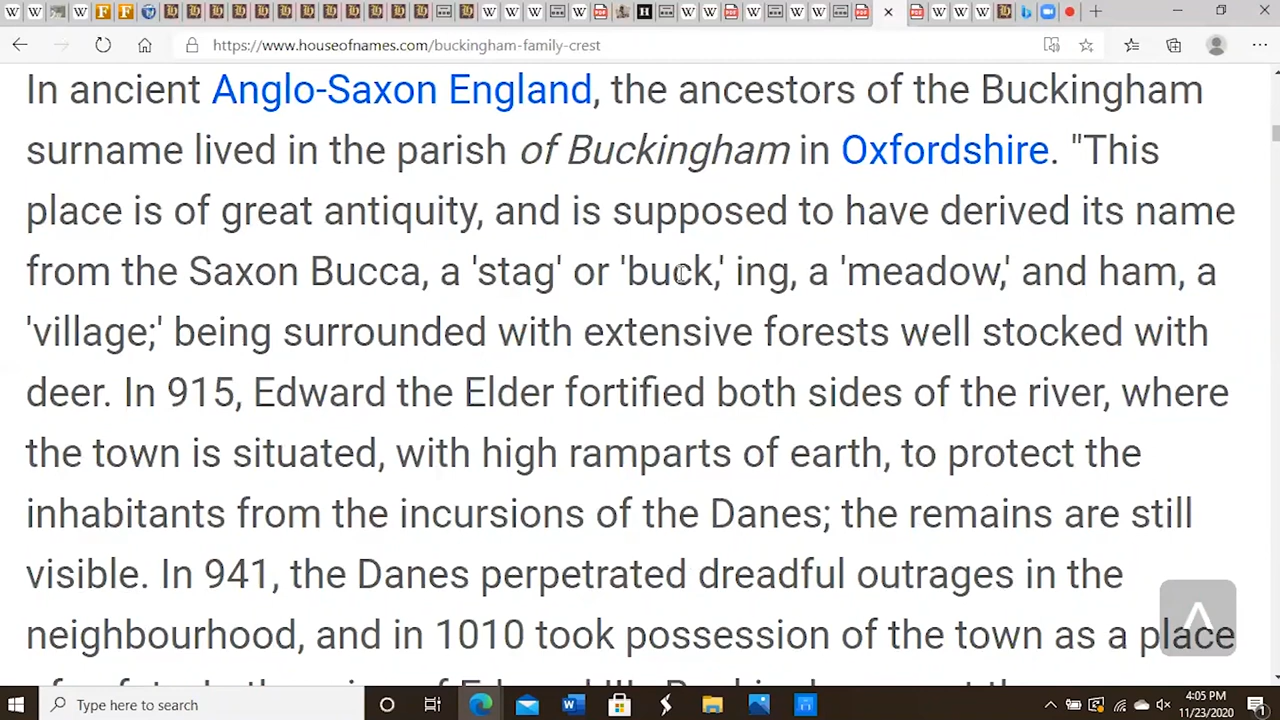 https://www.houseofnames.com/buckingham-family-crest
In ancient Anglo-Saxon England, the ancestors of the Buckingham
surname lived in the parish of Buckingham in Oxfordshire. "This
place is of great antiquity, and is supposed to have derived its name
from the Saxon Bucca, a 'stag' or 'buck,' ing, a 'meadow,' and ham, a
'village;' being surrounded with extensive forests well stocked with
deer. In 915, Edward the Elder fortified both sides of the river, where
the town is situated, with high ramparts of earth, to protect the
inhabitants from the incursions of the Danes; the remains are still
visible. In 941, the Danes perpetrated dreadful outrages in the
neighbourhood, and in 1010 took possession of the town as a place
Type here to search
4:05 PM
11/23/2020